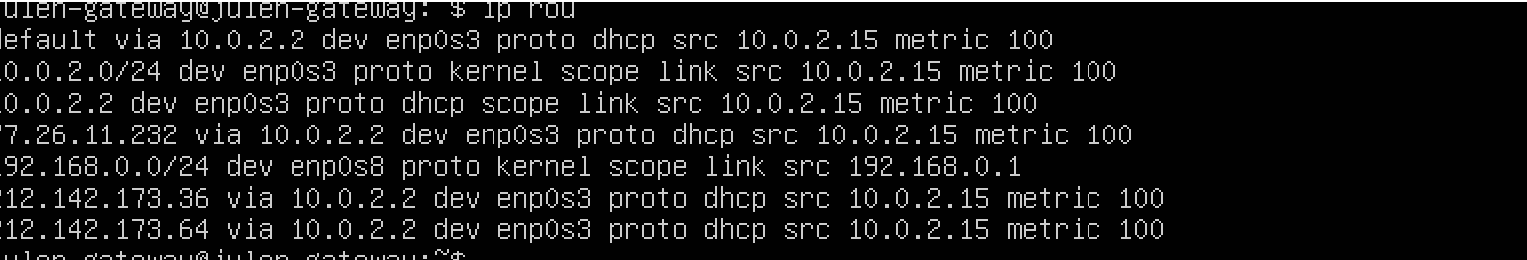 julen-gateway@julen-gateway:~$ ip rou
default via 10.0.2.2 dev enp0s3 proto dhcp src 10.0.2.15 metric 100
10.0.2.0/24 dev enp0s3 proto kernel scope link src 10.0.2.15 metric 100
10.0.2.2 dev enp0s3 proto dhcp scope link src 10.0.2.15 metric 100
77.26.11.232 via 10.0.2.2 dev enp0s3 proto dhcp src 10.0.2.15 metric 100
192.168.0.0/24 dev enp0s8 proto kernel scope link src 192.168.0.1
212.142.173.36 via 10.0.2.2 dev enp0s3 proto dhcp src 10.0.2.15 metric 100
212.142.173.64 via 10.0.2.2 dev enp0s3 proto dhcp src 10.0.2.15 metric 100
julen-gateway@julen-gateway:~$